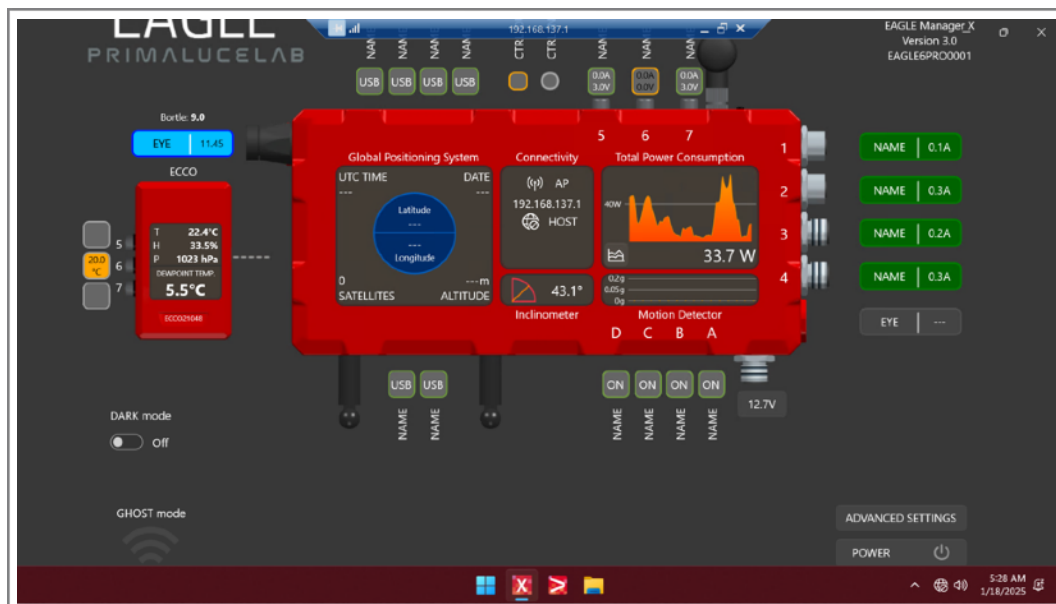 EAGLE
PRIMALUCELAB
192.168.137.1
EAGLE Manager X
Version 3.0
EAGLE6PRO0001
NAME
NAME
NAME
NAME
CTR
CTR
NAME
NAME
NAME
USB
USB
USB
USB
0.0A
3.0V
0.0A
0.0V
0.0A
3.0V
Bortle: 9.0
EYE
11.45
ECCO
5
6
7
1
2
3
4
Global Positioning System
Connectivity
Total Power Consumption
UTC TIME
DATE
---
---
Latitude
---
---
Longitude
0
---m
SATELLITES
ALTITUDE
AP
192.168.137.1
HOST
40W
33.7 W
43.1°
Inclinometer
0.2g
0.05g
0g
Motion Detector
D C B A
NAME
0.1A
NAME
0.3A
NAME
0.2A
NAME
0.3A
EYE
---
5
6
7
20.0
°C
T 22.4°C
H 33.5%
P 1023 hPa
DEWPOINT TEMP.
5.5°C
ECCO25048
USB
USB
NAME
NAME
ON
ON
ON
ON
NAME
NAME
NAME
NAME
12.7V
DARK mode
Off
GHOST mode
ADVANCED SETTINGS
POWER
5:28 AM
1/18/2025